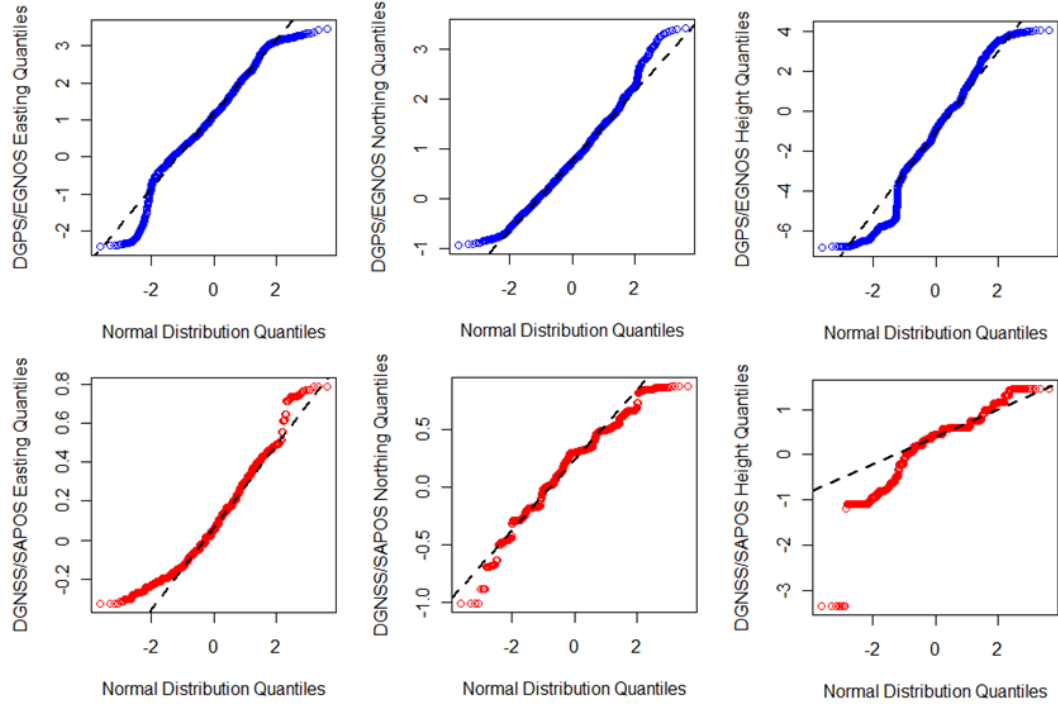 DGPS/EGNOS Easting Quantiles
3
2
1
0
-1
-2
-2 0 2
Normal Distribution Quantiles
DGPS/EGNOS Northing Quantiles
3
2
1
0
-1
-2 0 2
Normal Distribution Quantiles
DGPS/EGNOS Height Quantiles
4
2
0
-2
-4
-6
-2 0 2
Normal Distribution Quantiles
DGNSS/SAPOS Easting Quantiles
0.8
0.6
0.4
0.2
0
-0.2
-2 0 2
Normal Distribution Quantiles
DGNSS/SAPOS Northing Quantiles
0.5
0.0
-0.5
-1.0
-2 0 2
Normal Distribution Quantiles
DGNSS/SAPOS Height Quantiles
1
0
-1
-2
-3
-2 0 2
Normal Distribution Quantiles